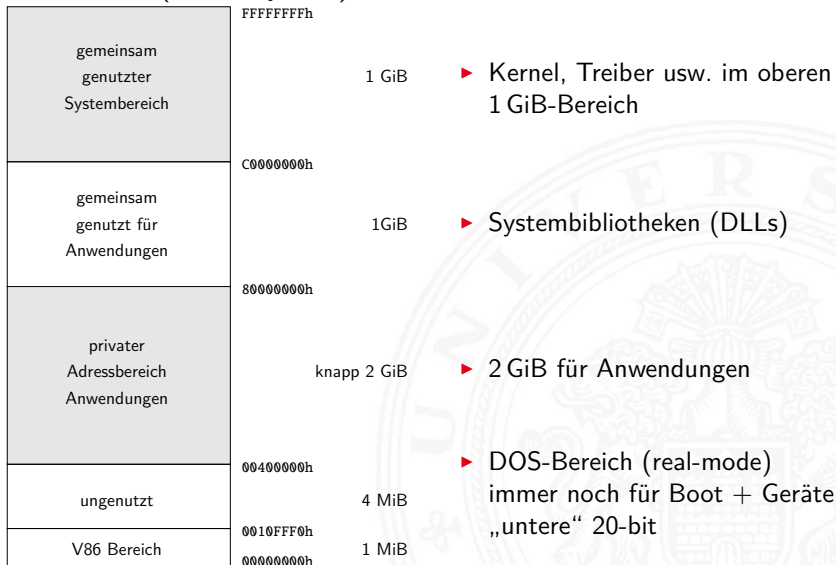 FFFFFFFFh
gemeinsam
genutzter
Systembereich
1 GiB
▶ Kernel, Treiber usw. im oberen
1 GiB-Bereich
C0000000h
gemeinsam
genutzt für
Anwendungen
1GiB
▶ Systembibliotheken (DLLs)
80000000h
privater
Adressbereich
Anwendungen
knapp 2 GiB
▶ 2 GiB für Anwendungen
00400000h
ungenutzt
4 MiB
▶ DOS-Bereich (real-mode)
immer noch für Boot + Geräte
„untere“ 20-bit
0010FFF0h
V86 Bereich
1 MiB
00000000h